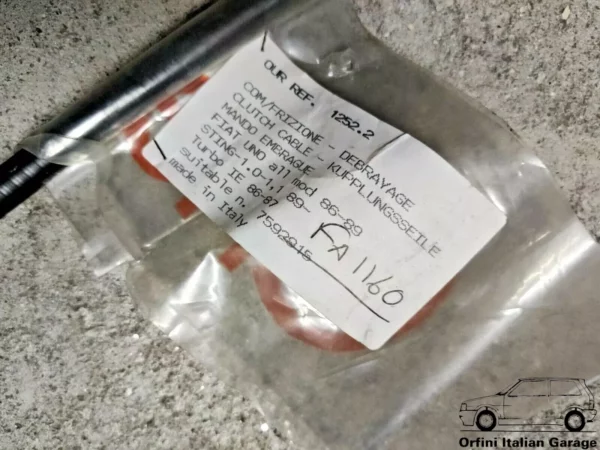 OUR REF. 1252.2
COM/FRIZIONE - DEBRAYAGE
CLUTCH CABLE - KUPPLUNGSSEILE
MANDO EMBRAGUE
FIAT UNO all mod 86-89
STING-1.0-1,1 89-
Turbo IE 86-87
suitable n. 7592915
made in Italy
FA 1160
Orfini Italian Garage